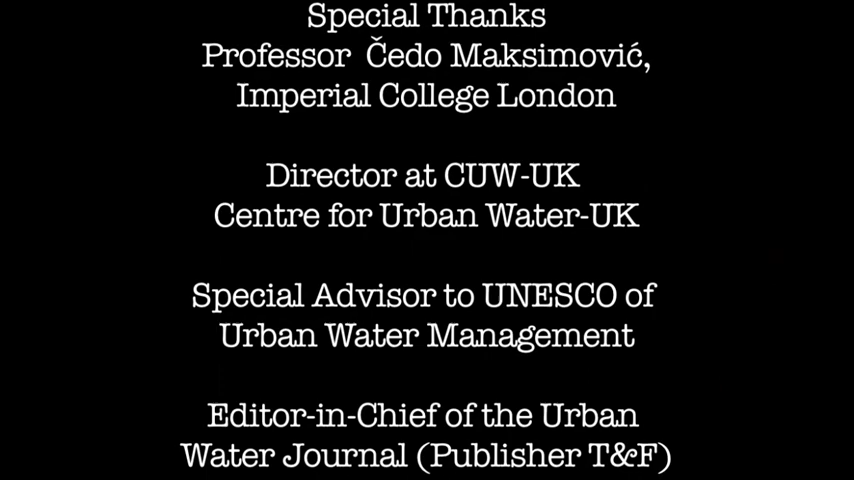 Special Thanks
Professor Čedo Maksimović,
Imperial College London
Director at CUW-UK
Centre for Urban Water-UK
Special Advisor to UNESCO of
Urban Water Management
Editor-in-Chief of the Urban
Water Journal (Publisher T&F)